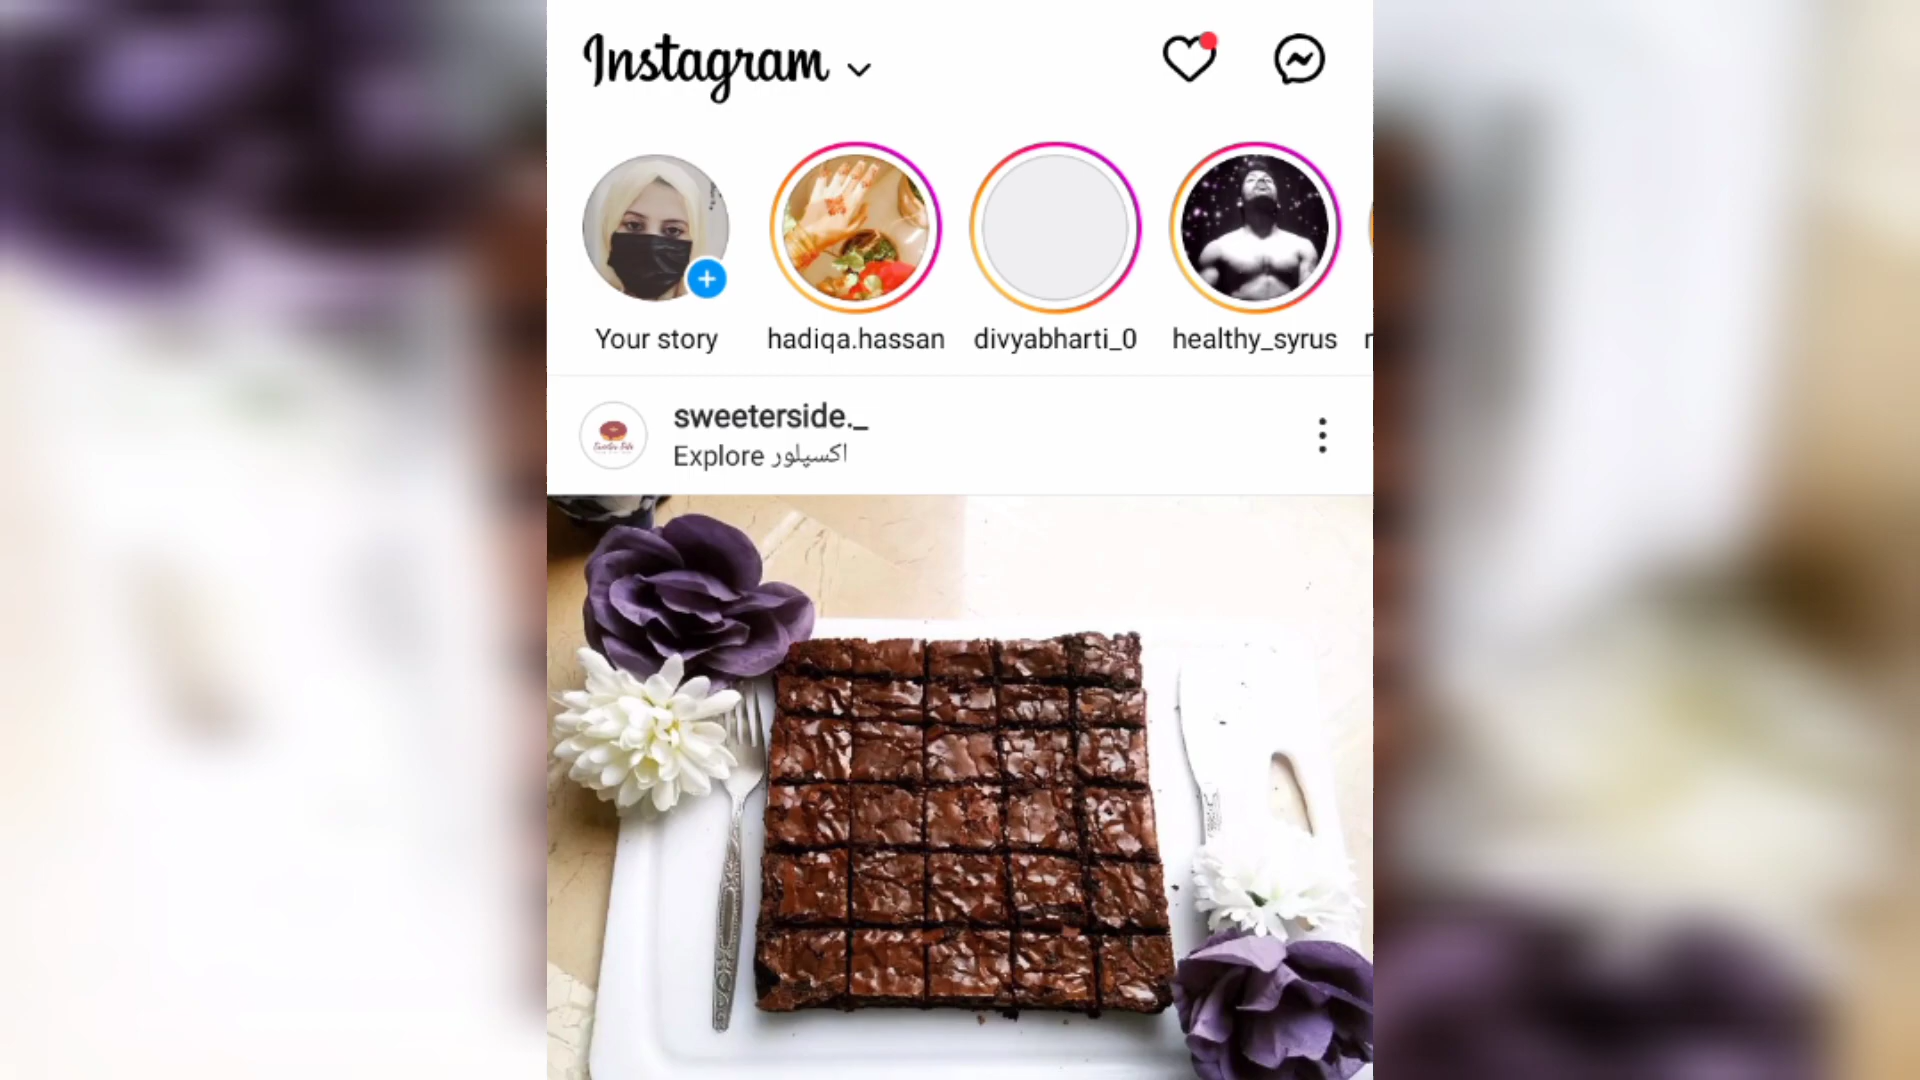 Instagram
Your story
hadiqa.hassan
divyabharti_0
healthy_syrus
sweeterside._
Explore اکسپلور